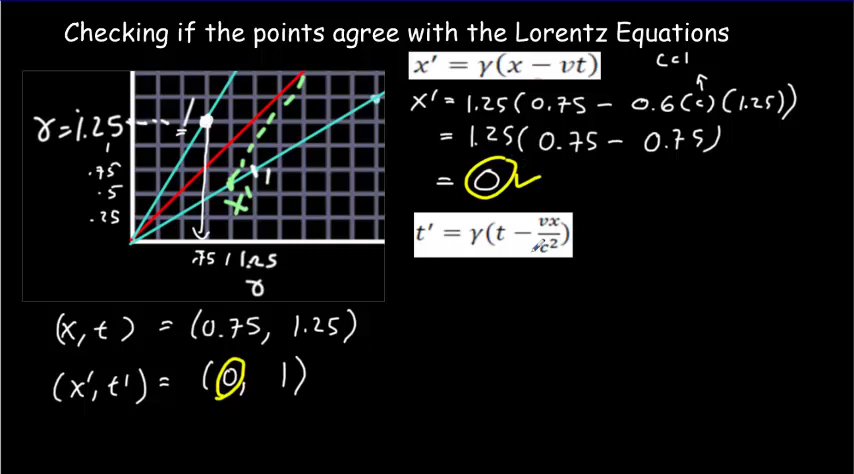 Checking if the points agree with the Lorentz Equations
x' = γ(x − vt)
C=1
x' = 1.25(0.75 − 0.6(c)(1.25))
= 1.25(0.75 − 0.75)
= 0
t' = γ(t − vx/c²)
γ=1.25
1
.75
.5
.25
1
1
x'
.75 1 1.25
γ
(x, t) = (0.75, 1.25)
(x', t') = (0, 1)